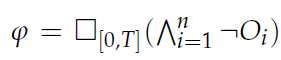 φ = □[0,T](⋀ⁿᵢ₌₁ ¬Oᵢ)